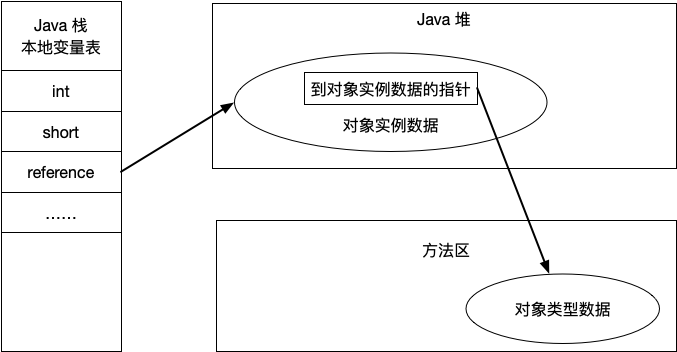 Java 栈
本地变量表
int
short
reference
……
Java 堆
到对象实例数据的指针
对象实例数据
方法区
对象类型数据